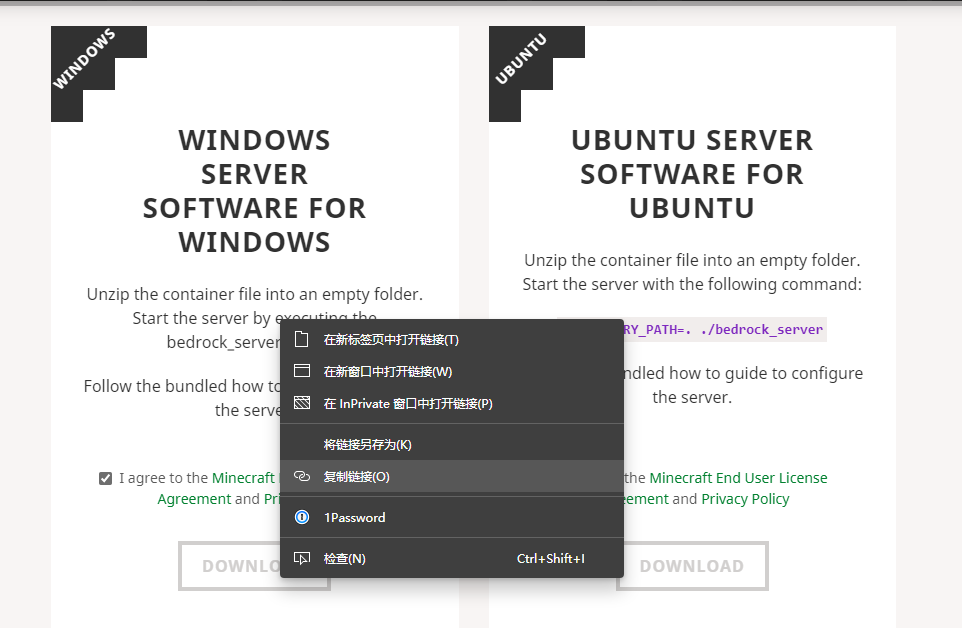 WINDOWS
WINDOWS
SERVER
SOFTWARE FOR
WINDOWS
Unzip the container file into an empty folder.
Start the server by executing the
bedrock_server
Follow the bundled how to
the serve
I agree to the Minecraft
Agreement and Pri
DOWNLO
UBUNTU
UBUNTU SERVER
SOFTWARE FOR
UBUNTU
Unzip the container file into an empty folder.
Start the server with the following command:
RY_PATH=. ./bedrock_server
ndled how to guide to configure
the server.
the Minecraft End User License
eement and Privacy Policy
DOWNLOAD
在新标签页中打开链接(T)
在新窗口中打开链接(W)
在 InPrivate 窗口中打开链接(P)
将链接另存为(K)
复制链接(O)
1Password
检查(N) Ctrl+Shift+I